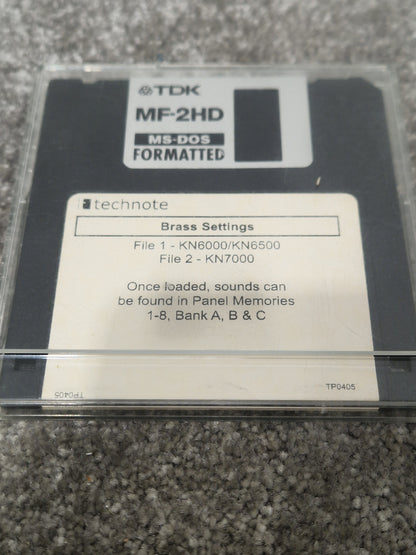 TDK
MF-2HD
MS-DOS
FORMATTED
technote
Brass Settings
File 1 - KN6000/KN6500
File 2 - KN7000
Once loaded, sounds can
be found in Panel Memories
1-8, Bank A, B & C
TP0405
TP0405